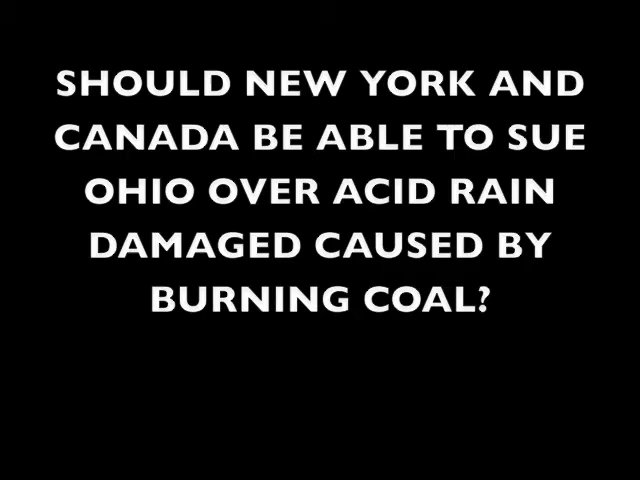 SHOULD NEW YORK AND
CANADA BE ABLE TO SUE
OHIO OVER ACID RAIN
DAMAGED CAUSED BY
BURNING COAL?